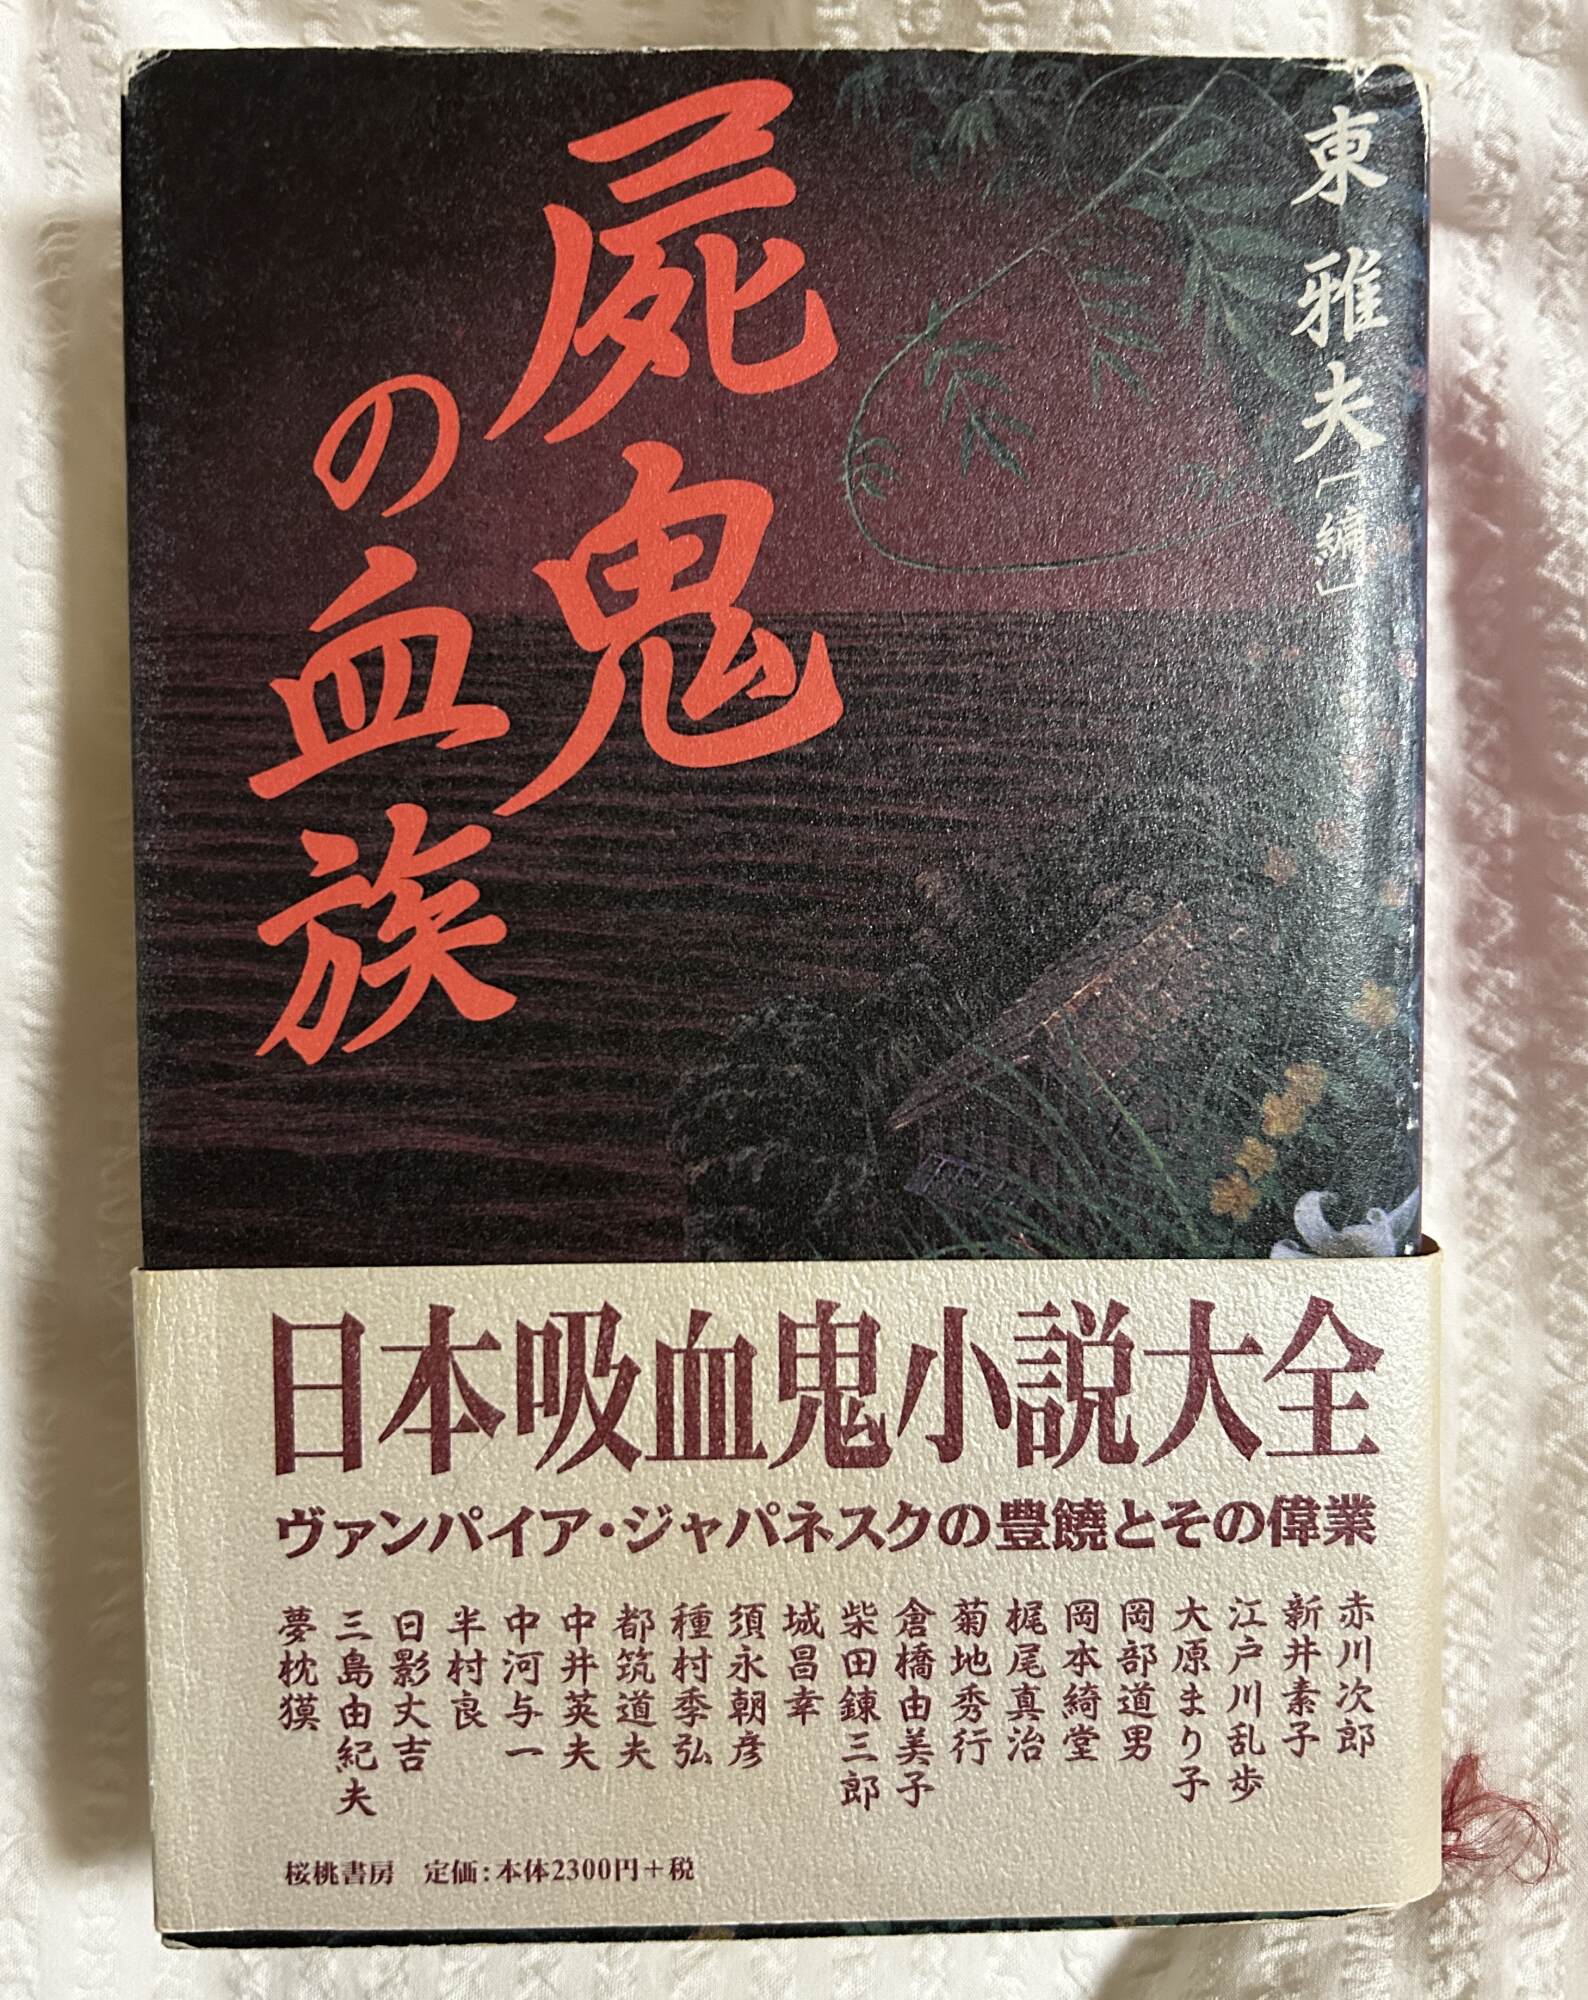 東雅夫「編」
屍鬼
の血族
日本吸血鬼小説大全
ヴァンパイア・ジャパネスクの豊饒とその偉業
赤川次郎
新井素子
江戸川乱歩
大原まり子
岡部道男
岡本綺堂
梶尾真治
菊地秀行
倉橋由美子
柴田錬三郎
城昌幸
須永朝彦
種村季弘
都筑道夫
中井英夫
中河与一
半村良
日影丈吉
三島由紀夫
夢枕獏
桜桃書房 定価:本体2300円+税